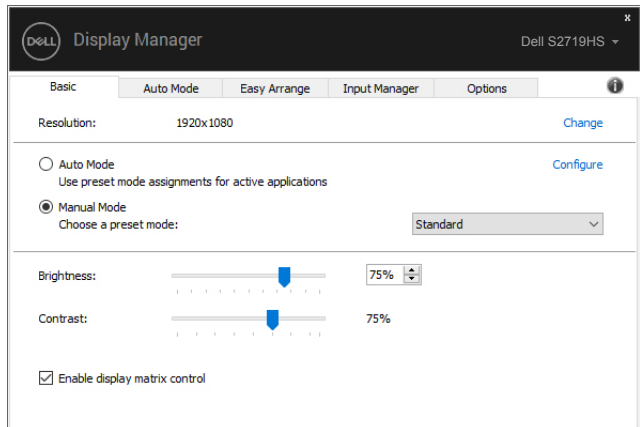 x
DELL Display Manager Dell S2719HS
Basic Auto Mode Easy Arrange Input Manager Options i
Resolution: 1920x1080 Change
Auto Mode Configure
Use preset mode assignments for active applications
Manual Mode
Choose a preset mode: Standard
Brightness: 75%
Contrast: 75%
Enable display matrix control